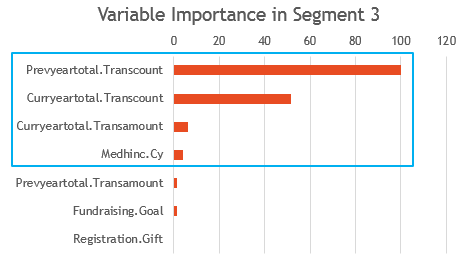 Variable Importance in Segment 3
0 20 40 60 80 100 120
Prevyeartotal.Transcount
Curryeartotal.Transcount
Curryeartotal.Transamount
Medhinc.Cy
Prevyeartotal.Transamount
Fundraising.Goal
Registration.Gift